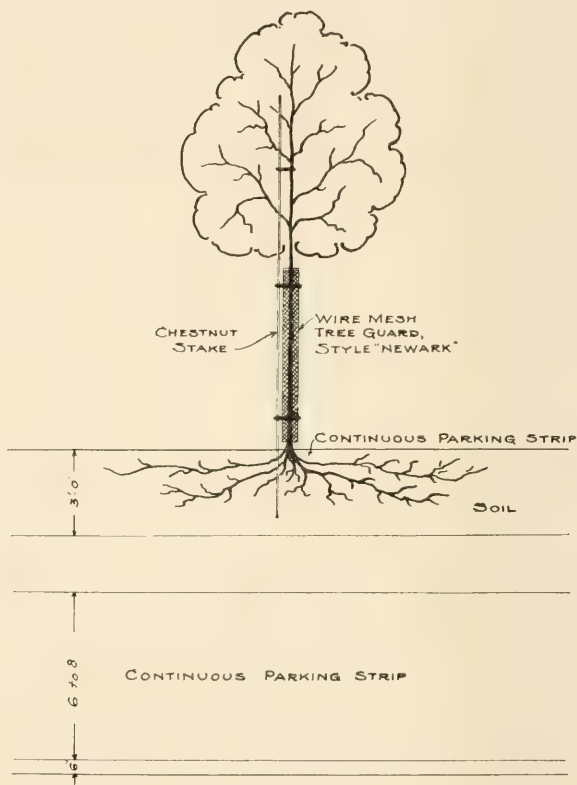 CHESTNUT
STAKE
WIRE MESH
TREE GUARD,
STYLE "NEWARK"
CONTINUOUS PARKING STRIP
3'0"
SOIL
6 to 8
CONTINUOUS PARKING STRIP
6"